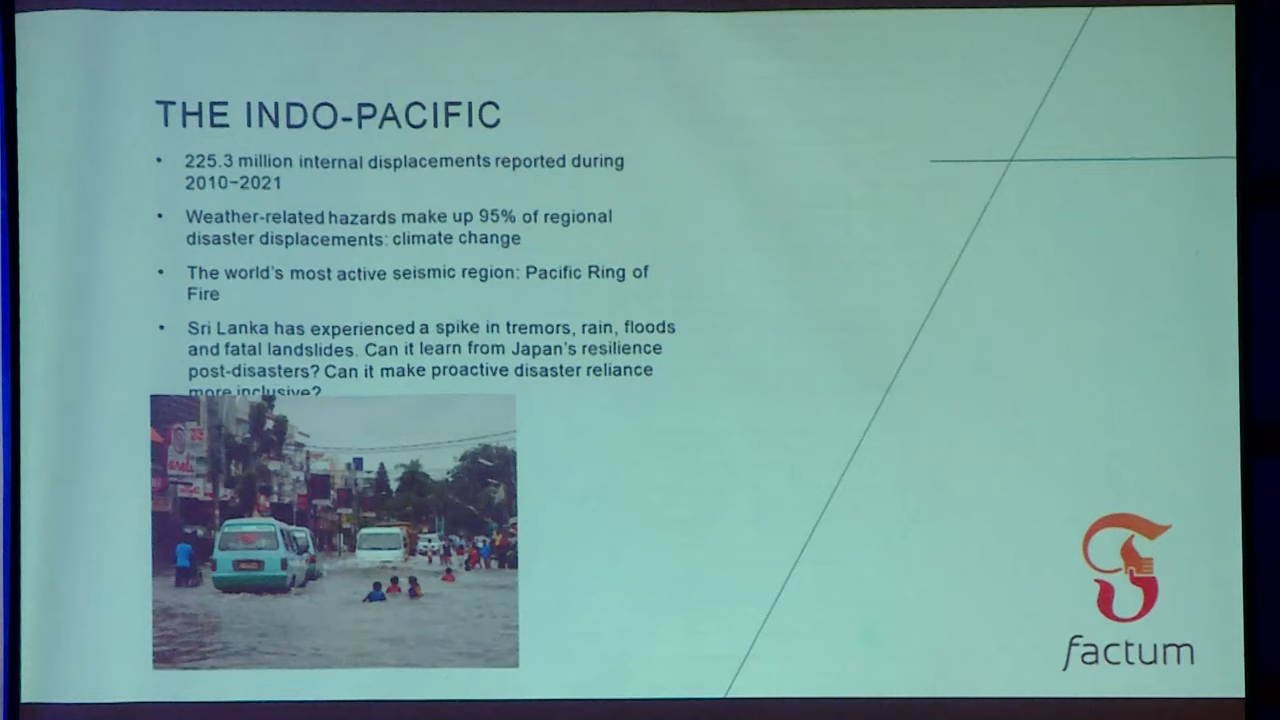 THE INDO-PACIFIC
• 225.3 million internal displacements reported during
2010–2021
• Weather-related hazards make up 95% of regional
disaster displacements: climate change
• The world's most active seismic region: Pacific Ring of
Fire
• Sri Lanka has experienced a spike in tremors, rain, floods
and fatal landslides. Can it learn from Japan's resilience
post-disasters? Can it make proactive disaster reliance
more inclusive?
factum